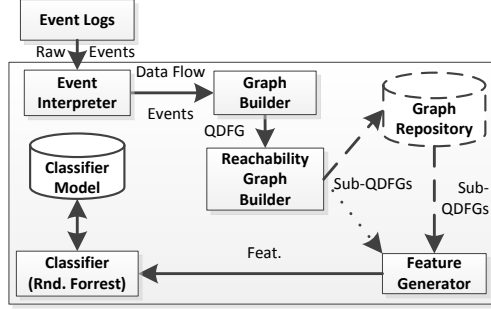 Event Logs
Raw Events
Event
Interpreter
Data Flow
Events
Graph
Builder
QDFG
Graph
Repository
Reachability
Graph
Builder
Classifier
Model
Sub-QDFGs
Sub-
QDFGs
Feat.
Classifier
(Rnd. Forrest)
Feature
Generator